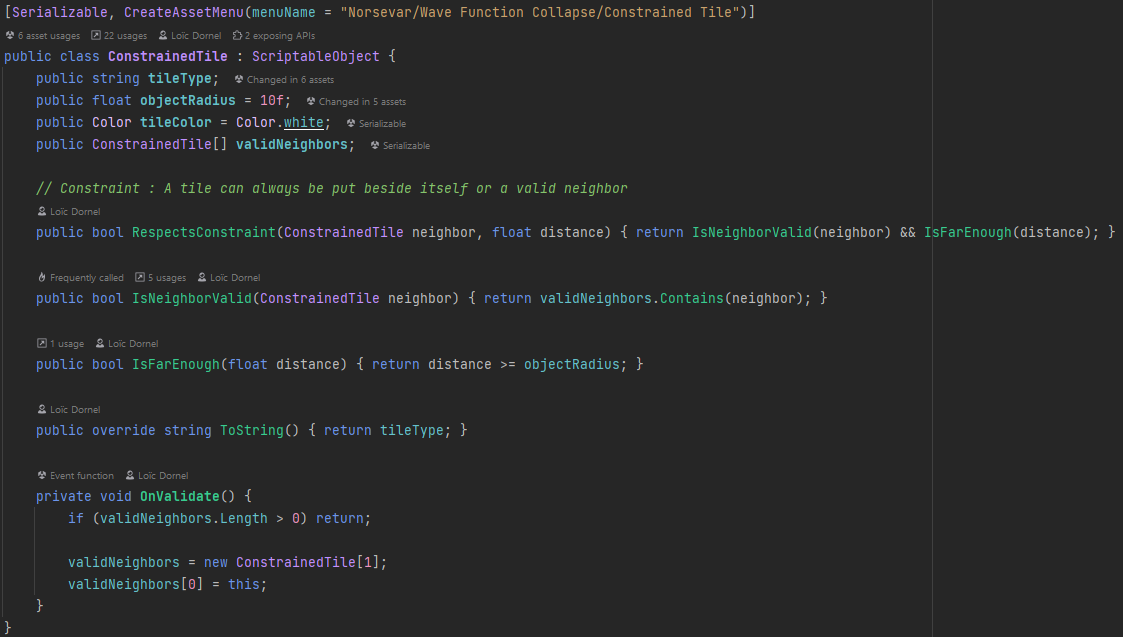 [Serializable, CreateAssetMenu(menuName = "Norsevar/Wave Function Collapse/Constrained Tile")]
6 asset usages 22 usages Loïc Dornel 2 exposing APIs
public class ConstrainedTile : ScriptableObject {
public string tileType; Changed in 6 assets
public float objectRadius = 10f; Changed in 5 assets
public Color tileColor = Color.white; Serializable
public ConstrainedTile[] validNeighbors; Serializable
// Constraint : A tile can always be put beside itself or a valid neighbor
Loïc Dornel
public bool RespectsConstraint(ConstrainedTile neighbor, float distance) { return IsNeighborValid(neighbor) && IsFarEnough(distance); }
Frequently called 5 usages Loïc Dornel
public bool IsNeighborValid(ConstrainedTile neighbor) { return validNeighbors.Contains(neighbor); }
1 usage Loïc Dornel
public bool IsFarEnough(float distance) { return distance >= objectRadius; }
Loïc Dornel
public override string ToString() { return tileType; }
Event function Loïc Dornel
private void OnValidate() {
if (validNeighbors.Length > 0) return;
validNeighbors = new ConstrainedTile[1];
validNeighbors[0] = this;
}
}